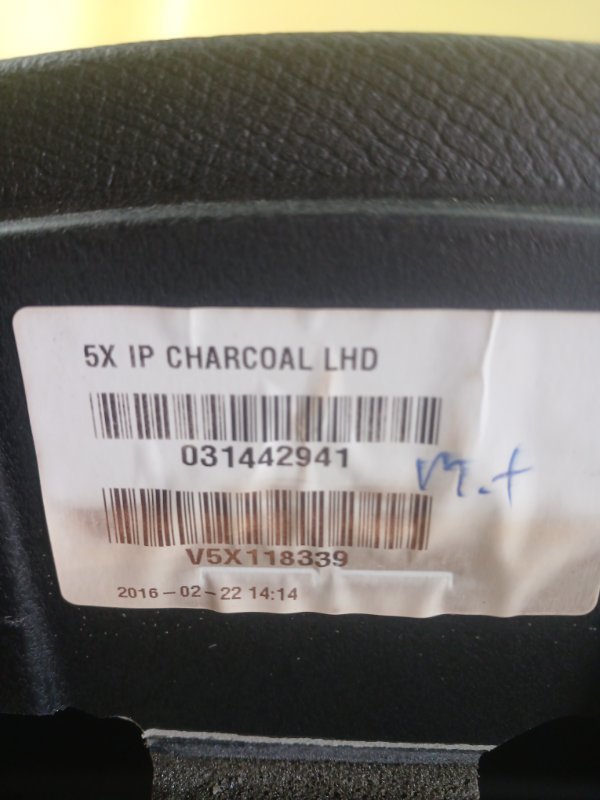 5X IP CHARCOAL LHD
031442941
M.t
V5X118339
2016-02-22 14:14